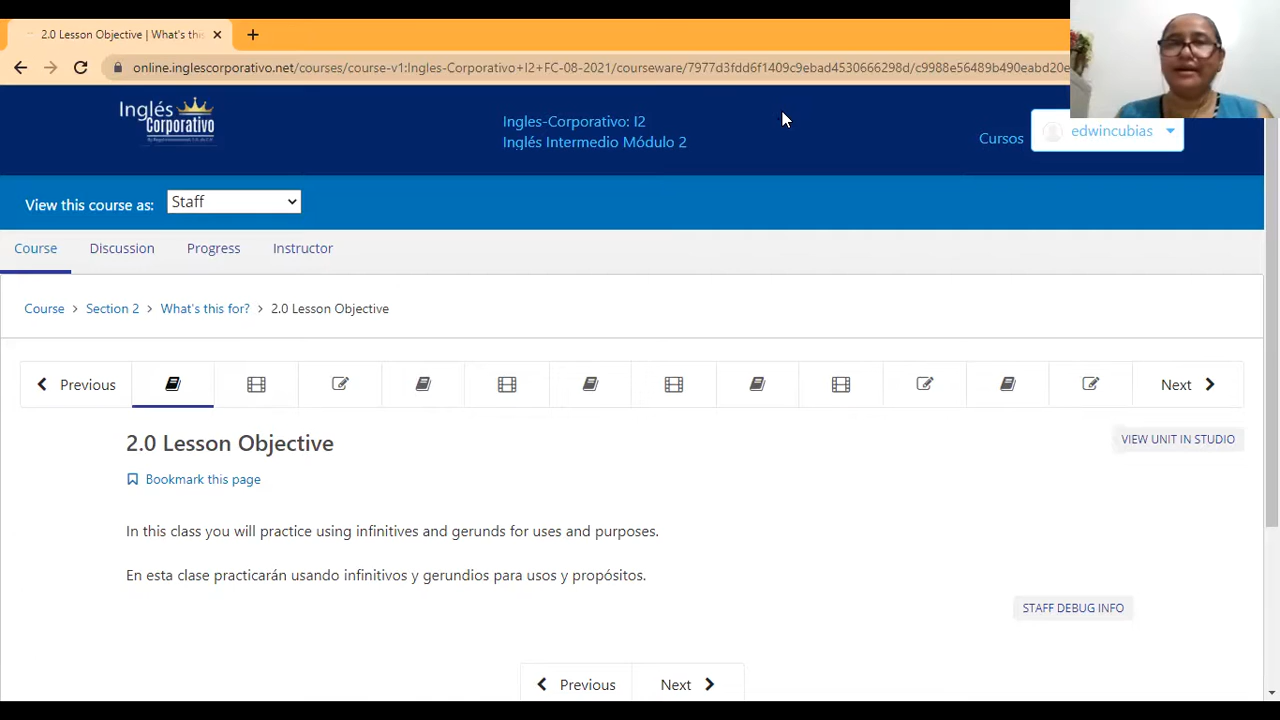 2.0 Lesson Objective | What's this
online.inglescorporativo.net/courses/course-v1:Ingles-Corporativo+I2+FC-08-2021/courseware/7977d3fdd6f1409c9ebad4530666298d/c9988e56489b490eabd20e
Inglés
Corporativo
Ingles-Corporativo: I2
Inglés Intermedio Módulo 2
Cursos
edwincubias
View this course as:
Staff
Course
Discussion
Progress
Instructor
Course > Section 2 > What's this for? > 2.0 Lesson Objective
Previous
Next
2.0 Lesson Objective
VIEW UNIT IN STUDIO
Bookmark this page
In this class you will practice using infinitives and gerunds for uses and purposes.
En esta clase practicarán usando infinitivos y gerundios para usos y propósitos.
STAFF DEBUG INFO
Previous
Next